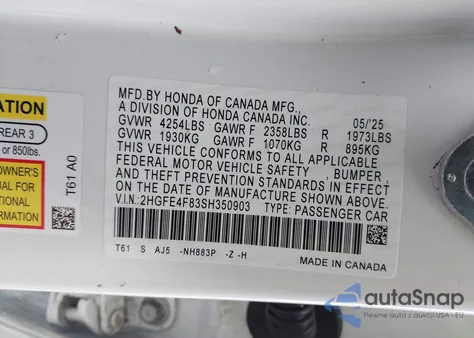 ATION
REAR 3
or 850lbs.
OWNER'S
NUAL FOR
TIONAL
ORMATION
T61 A0
MFD.BY HONDA OF CANADA MFG.,
A DIVISION OF HONDA CANADA INC. 05/'25
GVWR 4254LBS GAWR F 2358LBS R 1973LBS
GVWR 1930KG GAWR F 1070KG R 895KG
THIS VEHICLE CONFORMS TO ALL APPLICABLE
FEDERAL MOTOR VEHICLE SAFETY , BUMPER,
AND THEFT PREVENTION STANDARDS IN EFFECT
ON THE DATE OF MANUFACTURE SHOWN ABOVE.
V.I.N.:2HGFE4F83SH350903 TYPE: PASSENGER CAR
T61 S AJ5 -NH883P -Z -H
MADE IN CANADA
autoSnap
Pewne auta z aukcji USA i EU